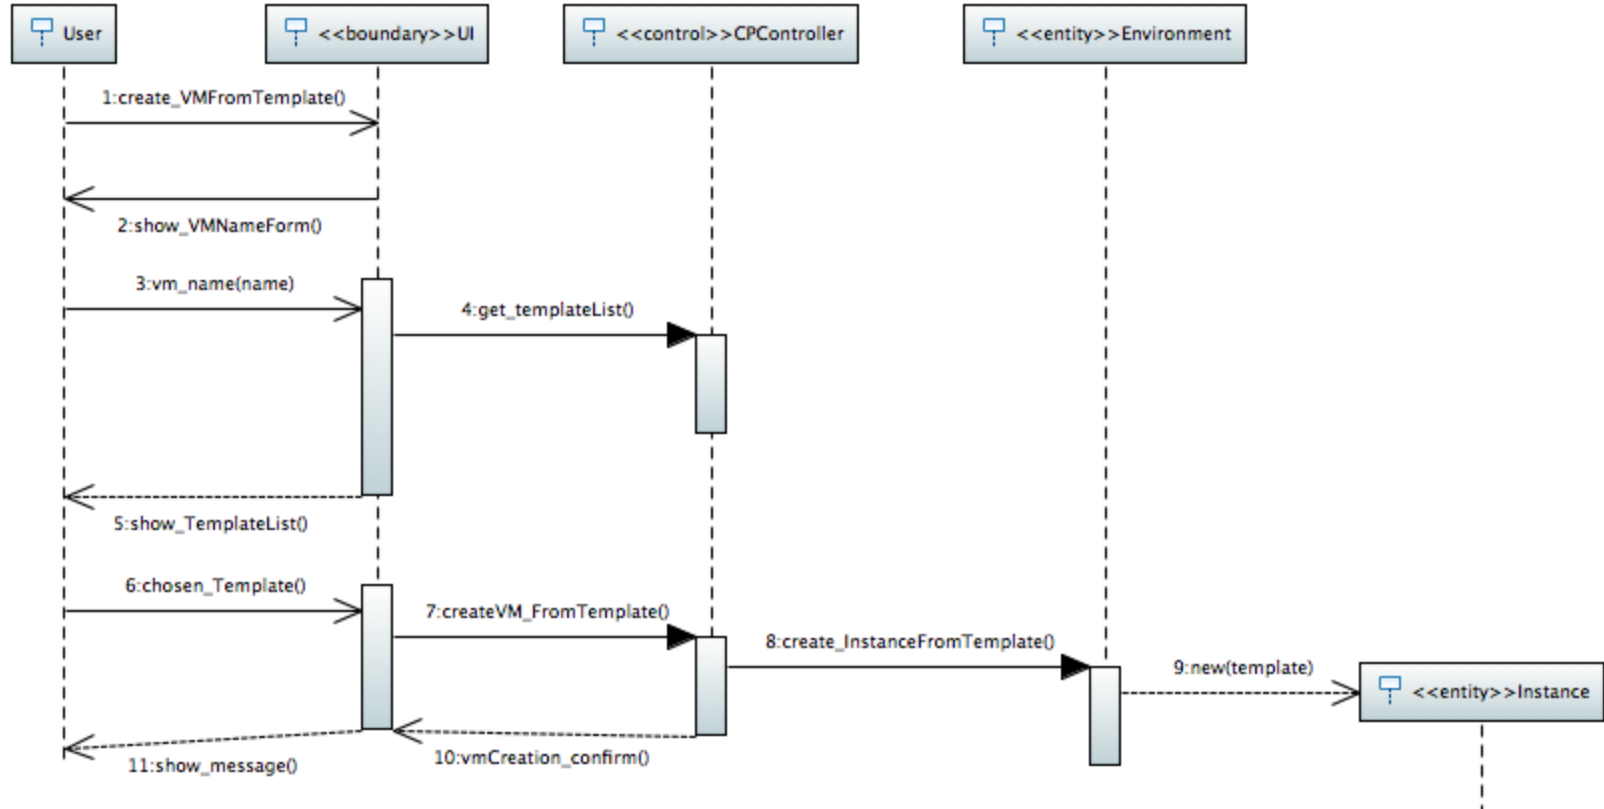 User
<<boundary>>UI
<<control>>CPController
<<entity>>Environment
1:create_VMFromTemplate()
2:show_VMNameForm()
3:vm_name(name)
4:get_templateList()
5:show_TemplateList()
6:chosen_Template()
7:createVM_FromTemplate()
8:create_InstanceFromTemplate()
9:new(template)
<<entity>>Instance
10:vmCreation_confirm()
11:show_message()